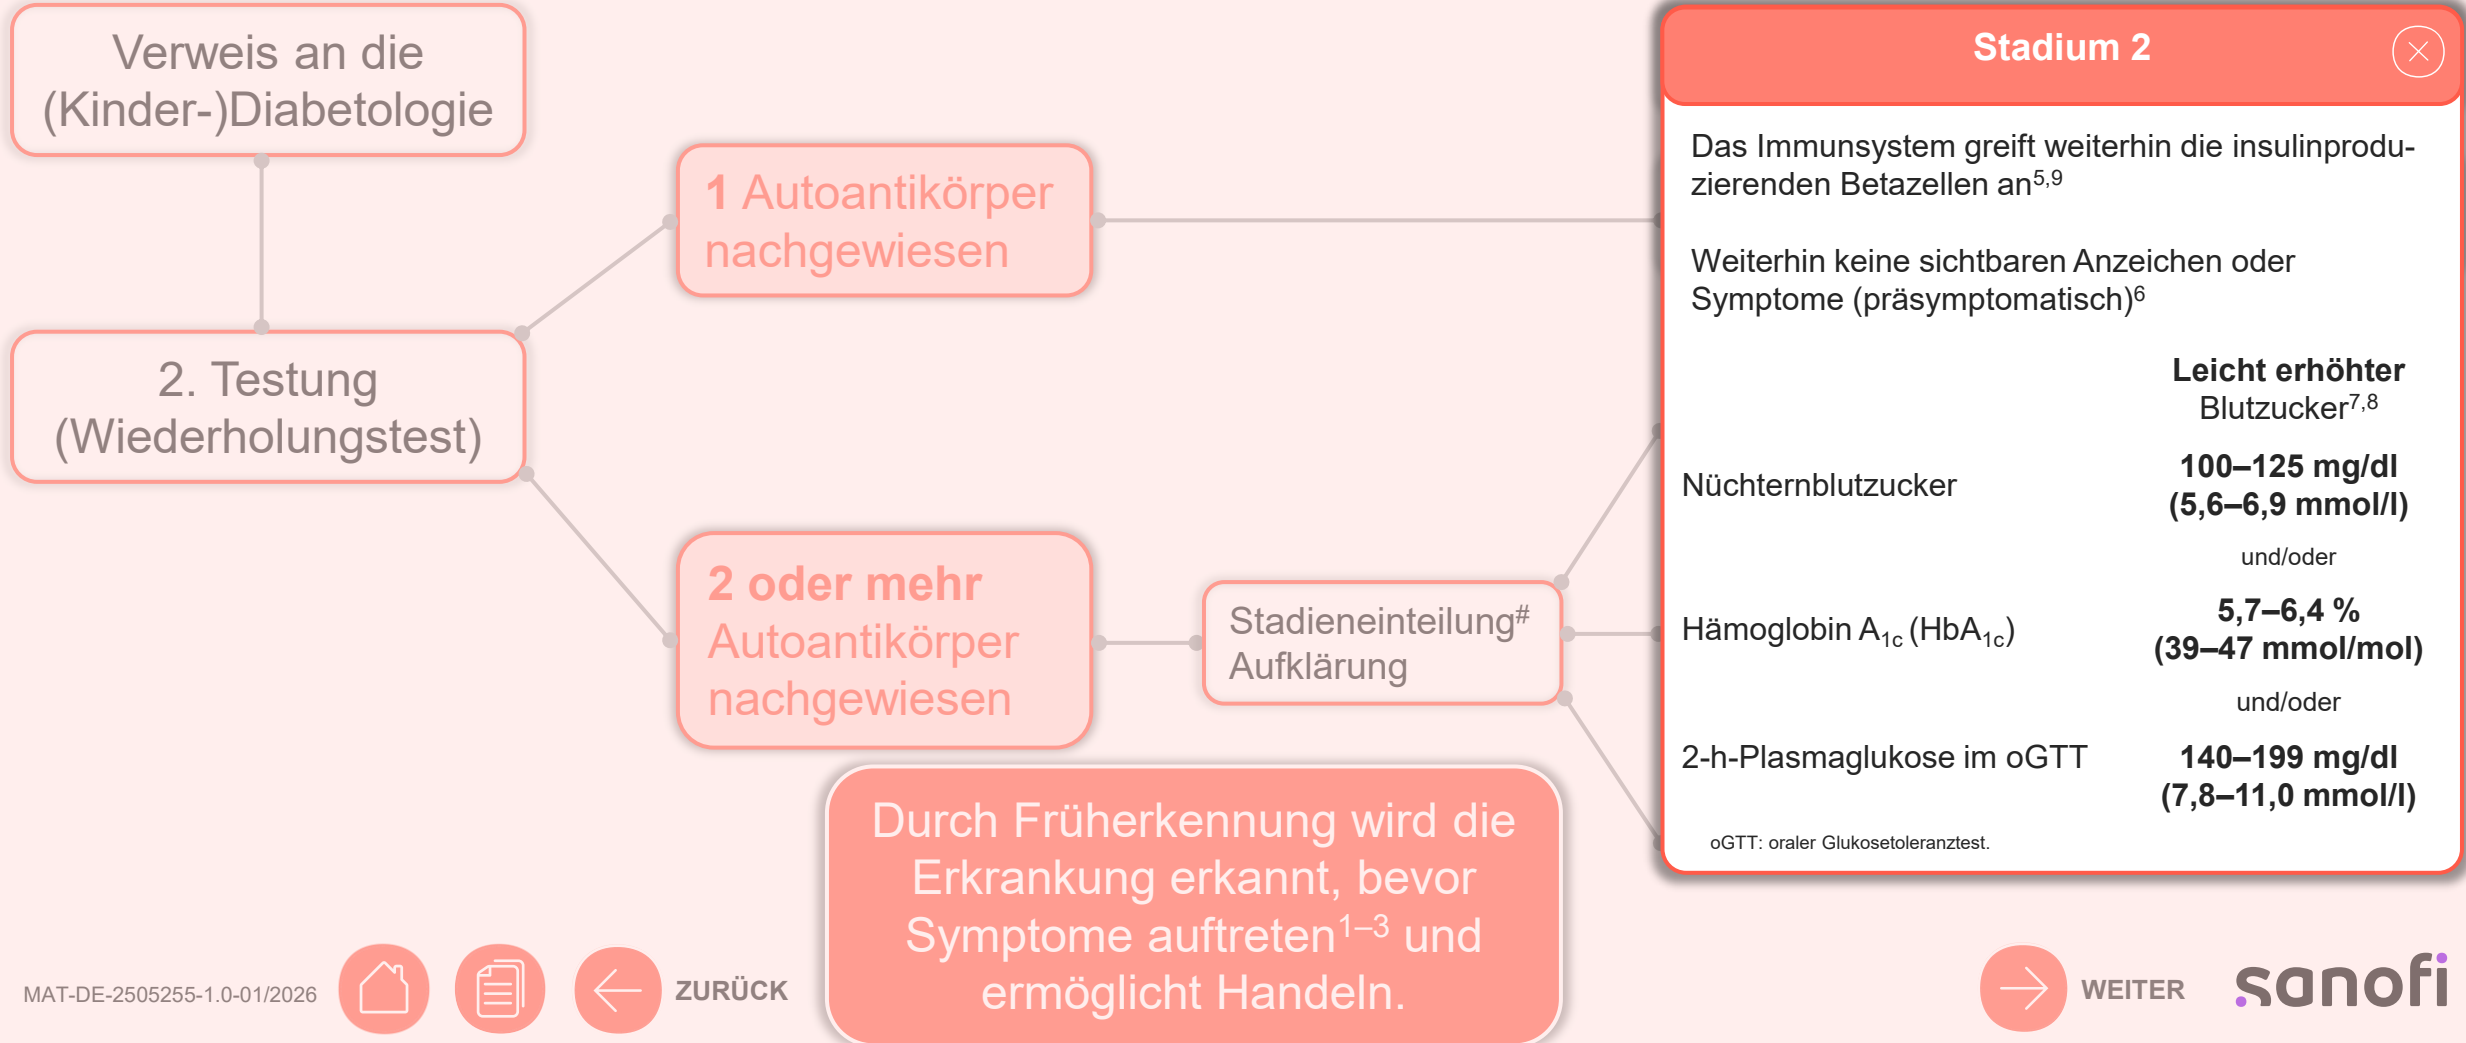 Verweis an die
(Kinder-)Diabetologie
2. Testung
(Wiederholungstest)
1 Autoantikörper
nachgewiesen
2 oder mehr
Autoantikörper
nachgewiesen
Stadieneinteilung#
Aufklärung
Durch Früherkennung wird die
Erkrankung erkannt, bevor
Symptome auftreten1–3 und
ermöglicht Handeln.
Stadium 2
Das Immunsystem greift weiterhin die insulinprodu-
zierenden Betazellen an5,9
Weiterhin keine sichtbaren Anzeichen oder
Symptome (präsymptomatisch)6
Leicht erhöhter
Blutzucker7,8
Nüchternblutzucker
100–125 mg/dl
(5,6–6,9 mmol/l)
und/oder
Hämoglobin A1c (HbA1c)
5,7–6,4 %
(39–47 mmol/mol)
und/oder
2-h-Plasmaglukose im oGTT
140–199 mg/dl
(7,8–11,0 mmol/l)
oGTT: oraler Glukosetoleranztest.
MAT-DE-2505255-1.0-01/2026
ZURÜCK
WEITER
sanofi